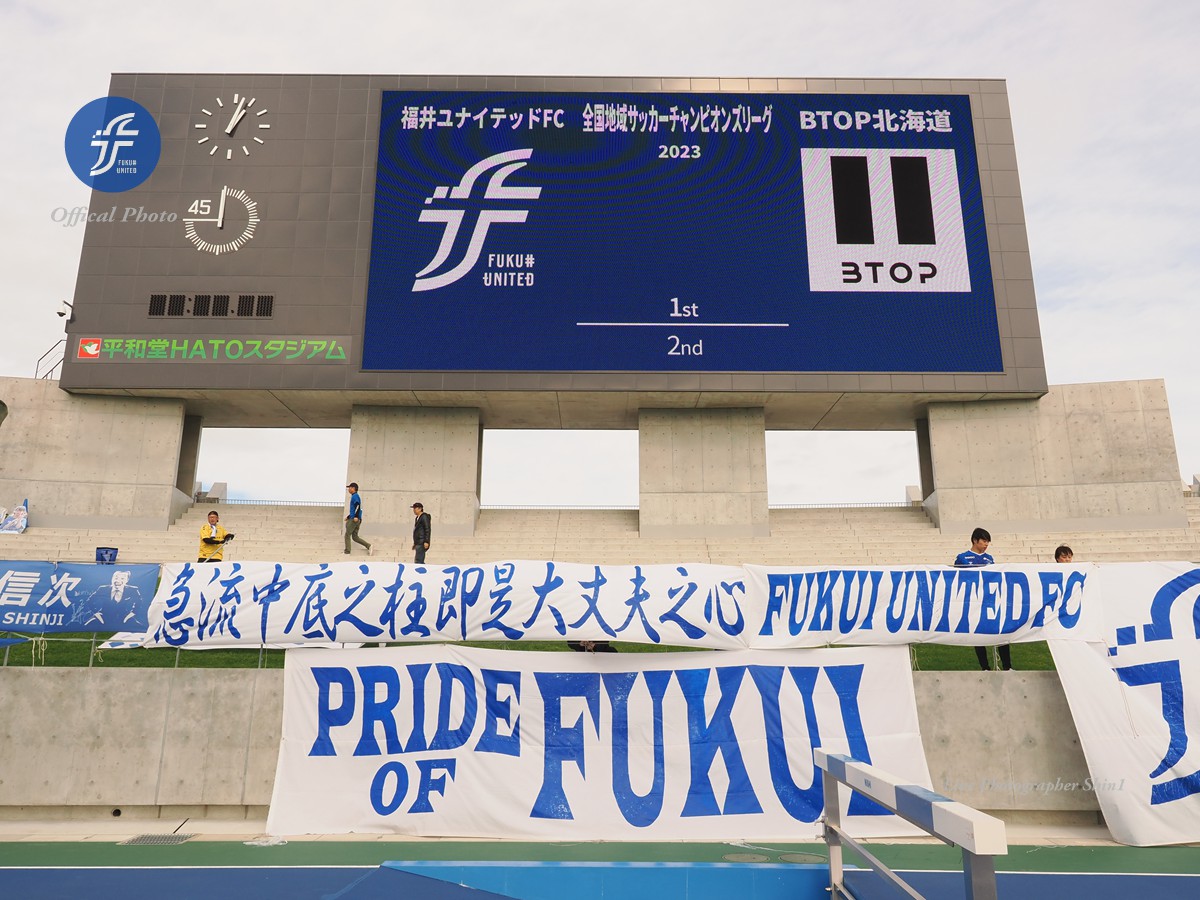 福井ユナイテッドFC 全国地域サッカーチャンピオンズリーグ BTOP北海道
2023
FUKUI
UNITED
Offical Photo
45
FUKUI
UNITED
BTOP
1st
2nd
平和堂HATOスタジアム
信次
SHINJI
急流中底之柱即是大丈夫之心 FUKUI UNITED FC
PRIDE
OF
FUKUI
Photographer Shin1